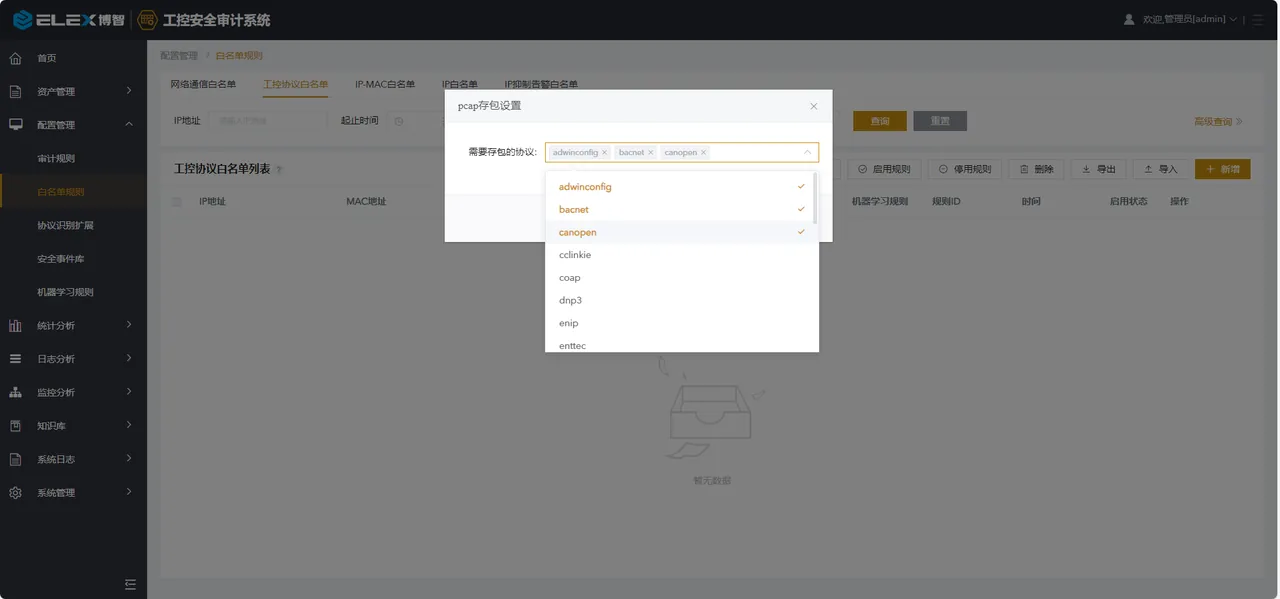 ELEX博智 工控安全审计系统
欢迎,管理员[admin]
首页
资产管理
配置管理
审计规则
白名单规则
协议识别扩展
安全事件库
机器学习规则
统计分析
日志分析
监控分析
知识库
系统日志
系统管理
配置管理 / 白名单规则
网络通信白名单 工控协议白名单 IP-MAC白名单 IP白名单 IP抑制告警白名单
IP地址 请输入IP地址 起止时间 查询 重置 高级查询
工控协议白名单列表 ? 启用规则 停用规则 删除 导出 导入 + 新增
IP地址 MAC地址 机器学习规则 规则ID 时间 启用状态 操作
pcap存包设置
需要存包的协议: adwinconfig × bacnet × canopen ×
adwinconfig
bacnet
canopen
cclinkie
coap
dnp3
enip
enttec
暂无数据